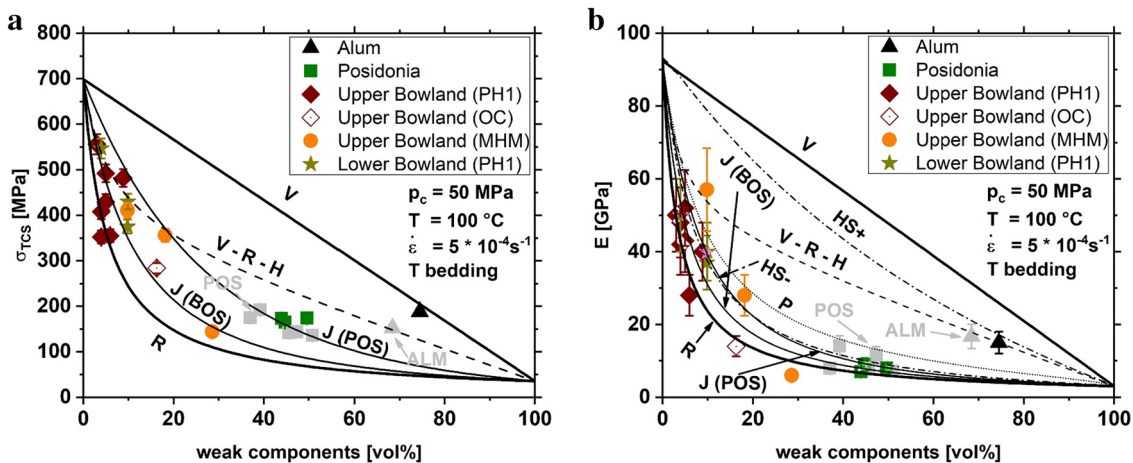 a
σTCS [MPa]
800
700
600
500
400
300
200
100
0
0 20 40 60 80 100
weak components [vol%]
Alum
Posidonia
Upper Bowland (PH1)
Upper Bowland (OC)
Upper Bowland (MHM)
Lower Bowland (PH1)
pc = 50 MPa
T = 100 °C
ε̇ = 5 * 10⁻⁴s⁻¹
T bedding
V
V - R - H
POS
J (BOS)
J (POS)
R
ALM
b
E [GPa]
100
80
60
40
20
0
0 20 40 60 80 100
weak components [vol%]
Alum
Posidonia
Upper Bowland (PH1)
Upper Bowland (OC)
Upper Bowland (MHM)
Lower Bowland (PH1)
pc = 50 MPa
T = 100 °C
ε̇ = 5 * 10⁻⁴s⁻¹
T bedding
V
J (BOS)
HS+
V - R - H
HS-
P
POS
ALM
R
J (POS)